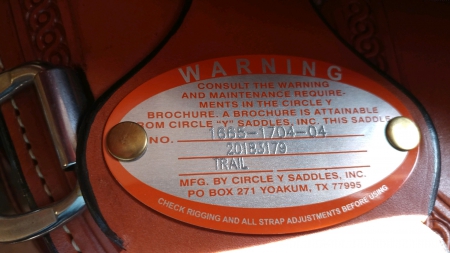 WARNING
CONSULT THE WARNING
AND MAINTENANCE REQUIRE-
MENTS IN THE CIRCLE Y
BROCHURE. A BROCHURE IS ATTAINABLE
FROM CIRCLE "Y" SADDLES, INC. THIS SADDLE
NO. 1665-1704-04
20183179
TRAIL
MFG. BY CIRCLE Y SADDLES, INC.
PO BOX 271 YOAKUM, TX 77995
CHECK RIGGING AND ALL STRAP ADJUSTMENTS BEFORE USING